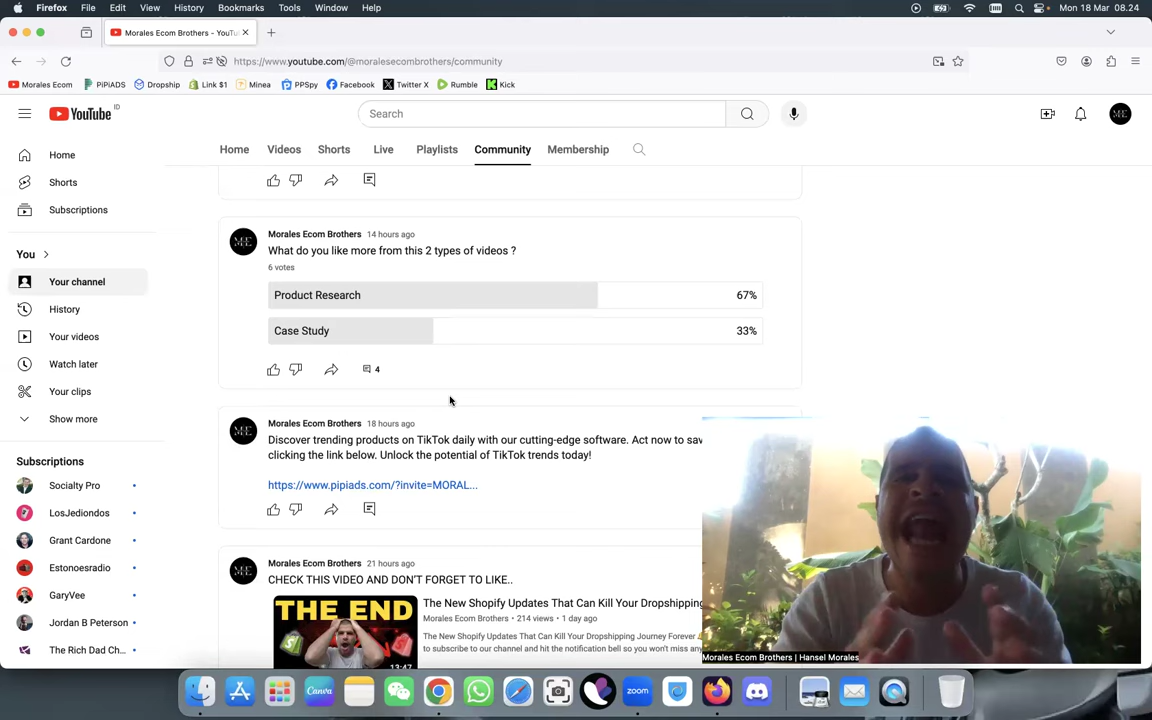 Firefox File Edit View History Bookmarks Tools Window Help
Mon 18 Mar 08.24
Morales Ecom Brothers - YouTu
https://www.youtube.com/@moralesecombrothers/community
Morales Ecom PiPiADS Dropship Link $1 Minea PPSpy Facebook Twitter X Rumble Kick
YouTube ID
Search
Home Videos Shorts Live Playlists Community Membership
Home
Shorts
Subscriptions
You
Your channel
History
Your videos
Watch later
Your clips
Show more
Subscriptions
Socialty Pro
LosJediondos
Grant Cardone
Estonoesradio
GaryVee
Jordan B Peterson
The Rich Dad Ch...
Morales Ecom Brothers 14 hours ago
What do you like more from this 2 types of videos ?
6 votes
Product Research 67%
Case Study 33%
4
Morales Ecom Brothers 18 hours ago
Discover trending products on TikTok daily with our cutting-edge software. Act now to sav
clicking the link below. Unlock the potential of TikTok trends today!
https://www.pipiads.com/?invite=MORAL...
Morales Ecom Brothers 21 hours ago
CHECK THIS VIDEO AND DON'T FORGET TO LIKE..
THE END
13:47
The New Shopify Updates That Can Kill Your Dropshipping
Morales Ecom Brothers • 214 views • 1 day ago
The New Shopify Updates That Can Kill Your Dropshipping Journey Forever
to subscribe to our channel and hit the notification bell so you won't miss any
Morales Ecom Brothers | Hansel Morales
Canva
zoom